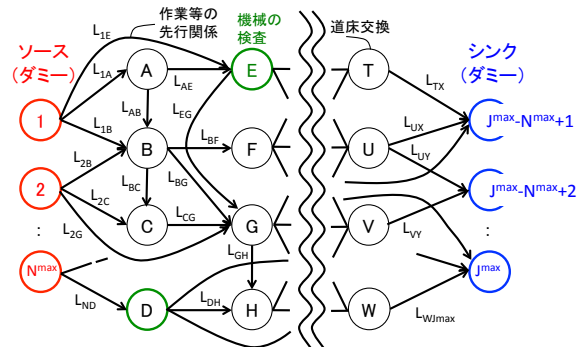 作業等の
先行関係
機械の
検査
道床交換
ソース
(ダミー)
シンク
(ダミー)
L1E
L1A
A
LAE
E
T
LTX
1
LAB
LEG
Jmax-Nmax+1
L1B
LUX
L2B
B
LBF
F
U
LUY
2
LBC
LBG
Jmax-Nmax+2
L2C
C
LCG
G
V
L2G
LVY
:
:
LGH
Nmax
Jmax
LND
D
LDH
H
W
LWJmax